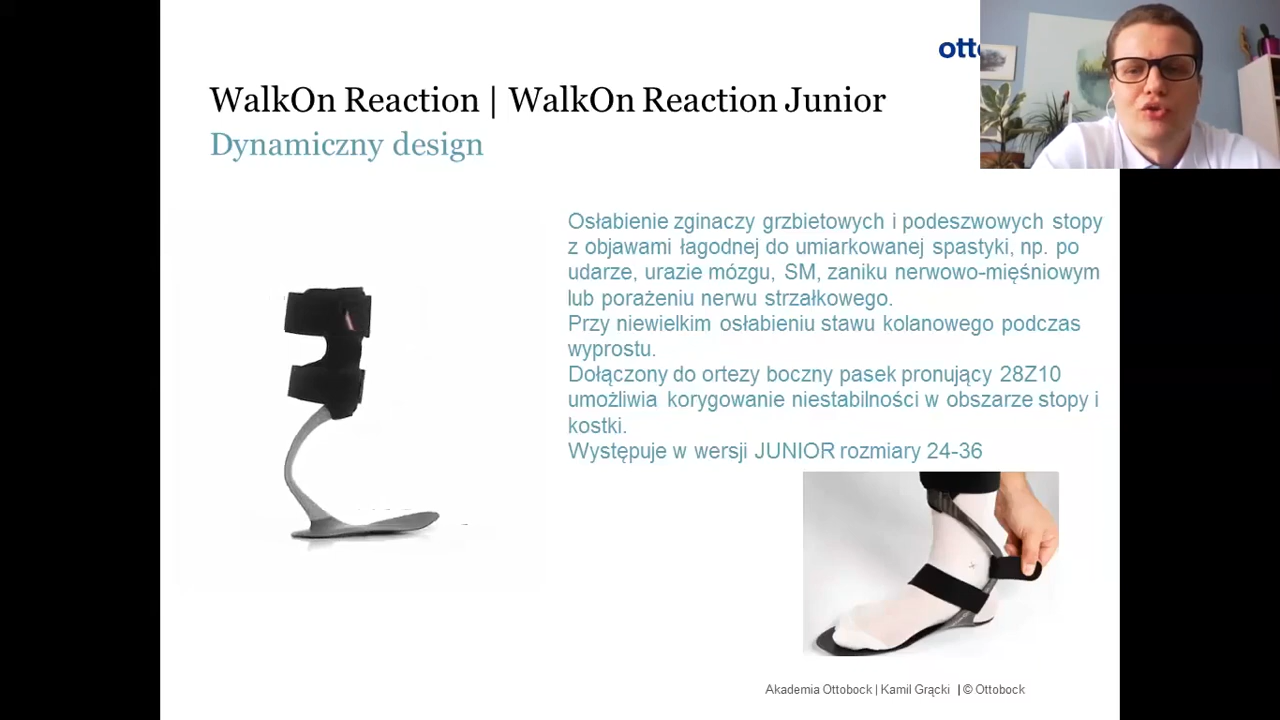 WalkOn Reaction | WalkOn Reaction Junior
Dynamiczny design
Osłabienie zginaczy grzbietowych i podeszwowych stopy
z objawami łagodnej do umiarkowanej spastyki, np. po
udarze, urazie mózgu, SM, zaniku nerwowo-mięśniowym
lub porażeniu nerwu strzałkowego.
Przy niewielkim osłabieniu stawu kolanowego podczas
wyprostu.
Dołączony do ortezy boczny pasek pronujący 28Z10
umożliwia korygowanie niestabilności w obszarze stopy i
kostki.
Występuje w wersji JUNIOR rozmiary 24-36
Akademia Ottobock | Kamil Grącki | © Ottobock